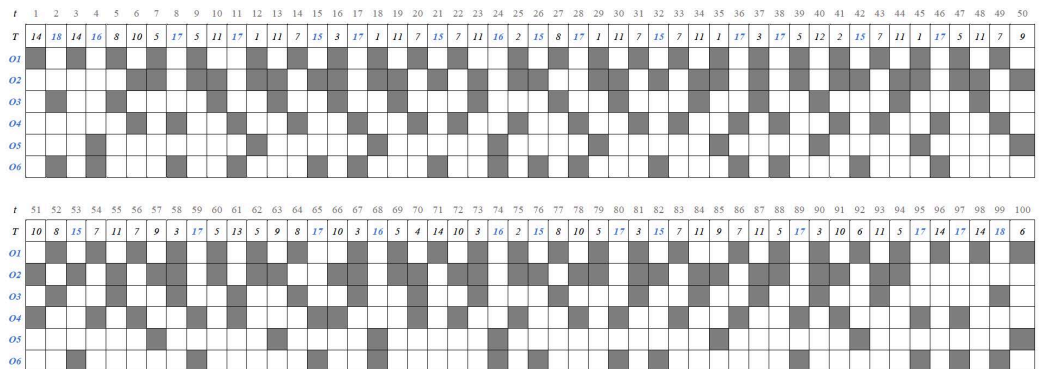 t 1 2 3 4 5 6 7 8 9 10 11 12 13 14 15 16 17 18 19 20 21 22 23 24 25 26 27 28 29 30 31 32 33 34 35 36 37 38 39 40 41 42 43 44 45 46 47 48 49 50
T 14 18 14 16 8 10 5 17 5 11 17 1 11 7 15 3 17 1 11 7 15 7 11 16 2 15 8 17 1 11 7 15 7 11 1 17 3 17 5 12 2 15 7 11 1 17 5 11 7 9
O1
O2
O3
O4
O5
O6
t 51 52 53 54 55 56 57 58 59 60 61 62 63 64 65 66 67 68 69 70 71 72 73 74 75 76 77 78 79 80 81 82 83 84 85 86 87 88 89 90 91 92 93 94 95 96 97 98 99 100
T 10 8 15 7 11 7 9 3 17 5 13 5 9 8 17 10 3 16 5 4 14 10 3 16 2 15 8 10 5 17 3 15 7 11 9 7 11 5 17 3 10 6 11 5 17 14 17 14 18 6
O1
O2
O3
O4
O5
O6